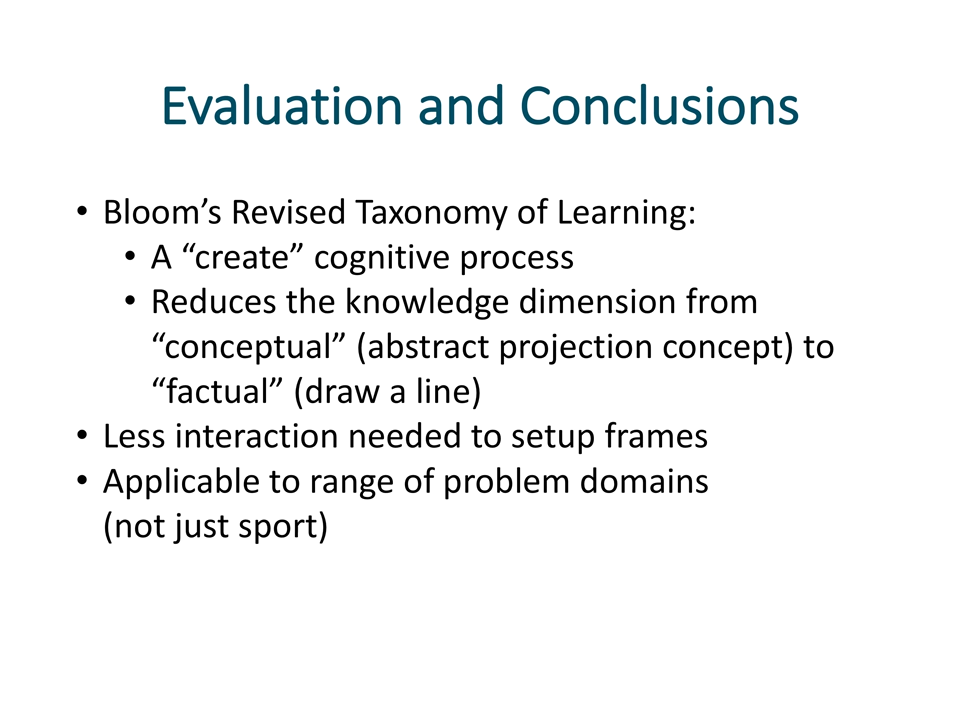 Evaluation and Conclusions
• Bloom’s Revised Taxonomy of Learning:
• A “create” cognitive process
• Reduces the knowledge dimension from
“conceptual” (abstract projection concept) to
“factual” (draw a line)
• Less interaction needed to setup frames
• Applicable to range of problem domains
(not just sport)